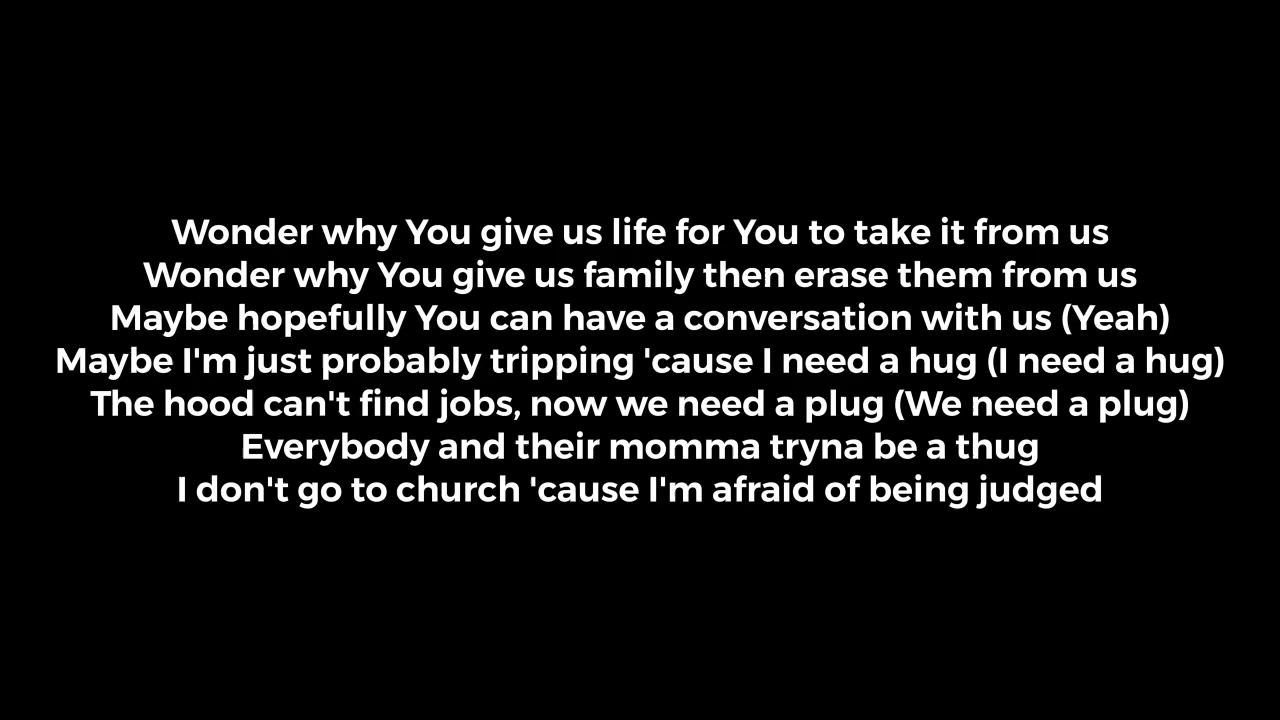 Wonder why You give us life for You to take it from us
Wonder why You give us family then erase them from us
Maybe hopefully You can have a conversation with us (Yeah)
Maybe I'm just probably tripping 'cause I need a hug (I need a hug)
The hood can't find jobs, now we need a plug (We need a plug)
Everybody and their momma tryna be a thug
I don't go to church 'cause I'm afraid of being judged